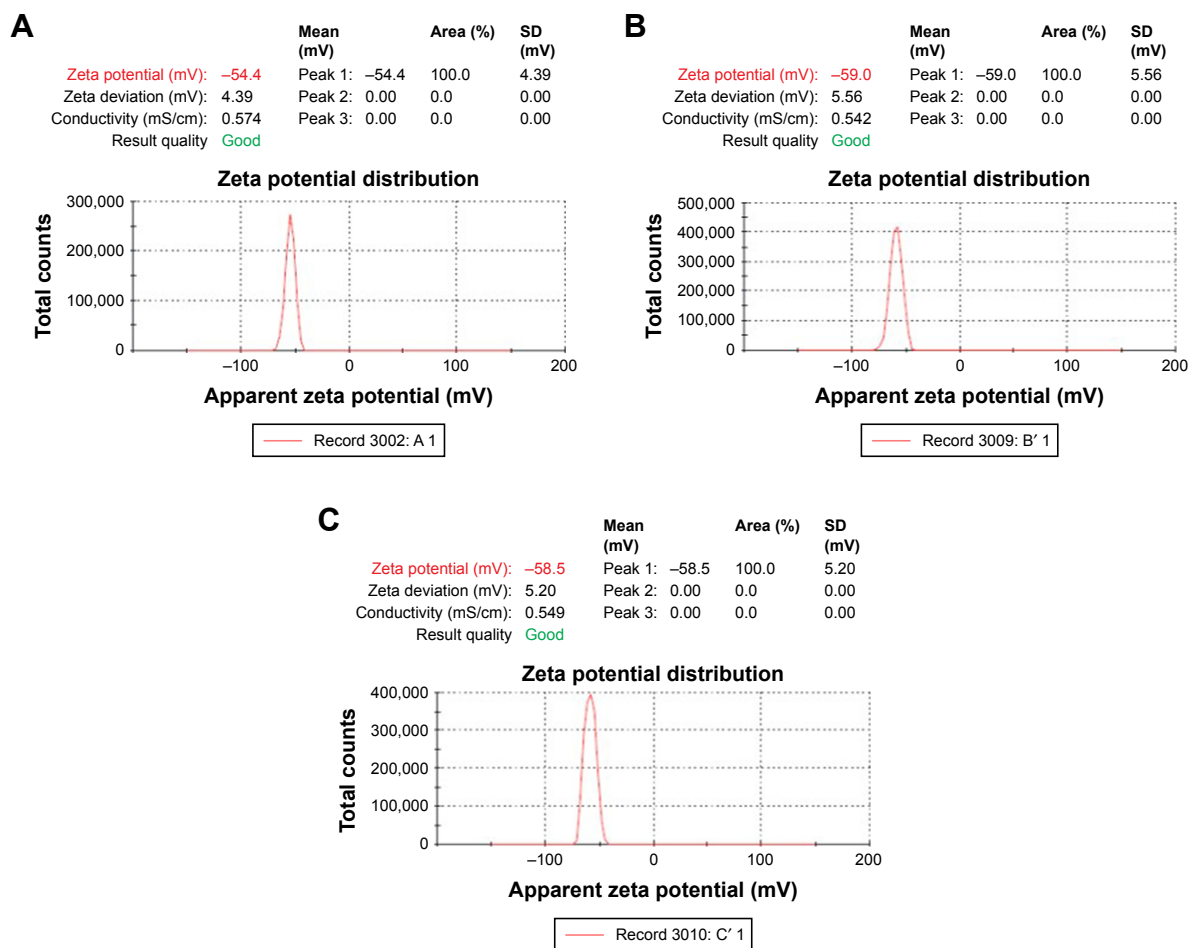 A
Mean (mV) Area (%) SD (mV)
Zeta potential (mV): –54.4 Peak 1: –54.4 100.0 4.39
Zeta deviation (mV): 4.39 Peak 2: 0.00 0.0 0.00
Conductivity (mS/cm): 0.574 Peak 3: 0.00 0.0 0.00
Result quality Good
Zeta potential distribution
Total counts
300,000
200,000
100,000
0
–100 0 100 200
Apparent zeta potential (mV)
Record 3002: A 1
B
Mean (mV) Area (%) SD (mV)
Zeta potential (mV): –59.0 Peak 1: –59.0 100.0 5.56
Zeta deviation (mV): 5.56 Peak 2: 0.00 0.0 0.00
Conductivity (mS/cm): 0.542 Peak 3: 0.00 0.0 0.00
Result quality Good
Zeta potential distribution
Total counts
500,000
400,000
300,000
200,000
100,000
0
–100 0 100 200
Apparent zeta potential (mV)
Record 3009: B′ 1
C
Mean (mV) Area (%) SD (mV)
Zeta potential (mV): –58.5 Peak 1: –58.5 100.0 5.20
Zeta deviation (mV): 5.20 Peak 2: 0.00 0.0 0.00
Conductivity (mS/cm): 0.549 Peak 3: 0.00 0.0 0.00
Result quality Good
Zeta potential distribution
Total counts
400,000
300,000
200,000
100,000
0
–100 0 100 200
Apparent zeta potential (mV)
Record 3010: C′ 1